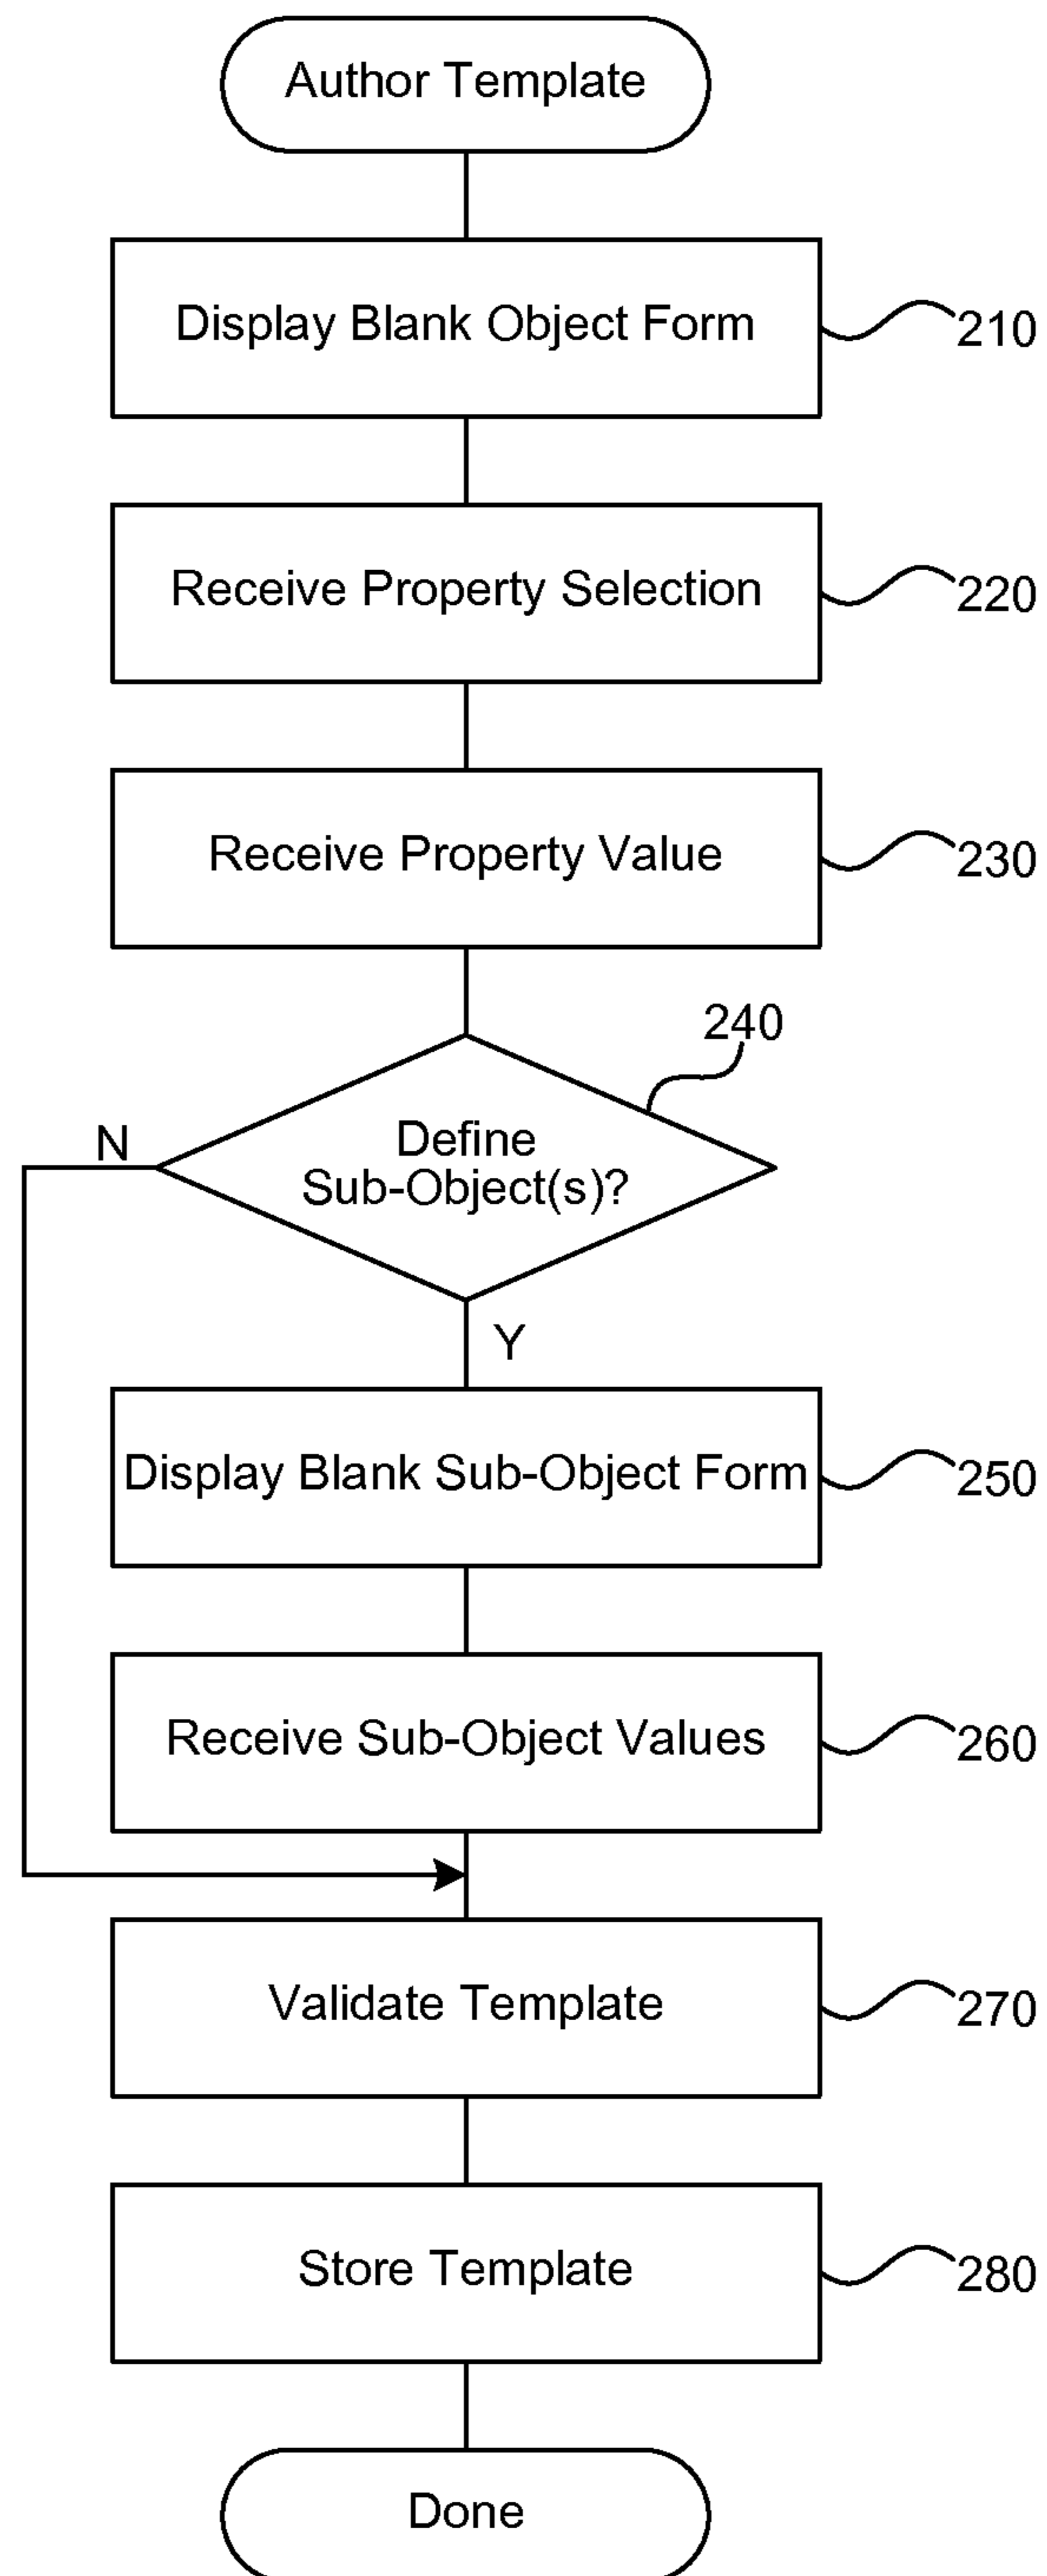 Author Template
Display Blank Object Form
210
Receive Property Selection
220
Receive Property Value
230
240
Define
Sub-Object(s)?
N
Y
Display Blank Sub-Object Form
250
Receive Sub-Object Values
260
Validate Template
270
Store Template
280
Done